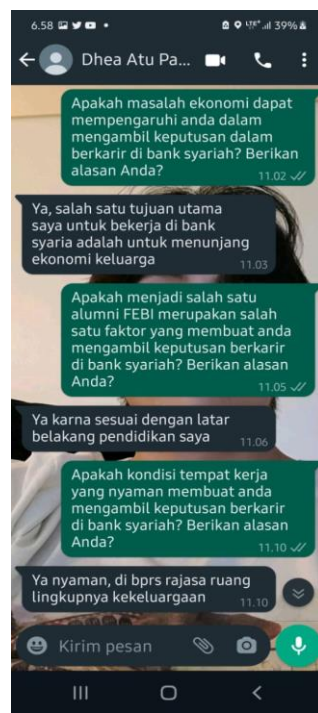 6.58
LTE+ 39%
Dhea Atu Pa...
Apakah masalah ekonomi dapat
mempengaruhi anda dalam
mengambil keputusan dalam
berkarir di bank syariah? Berikan
alasan Anda?
11.02
Ya, salah satu tujuan utama
saya untuk bekerja di bank
syaria adalah untuk menunjang
ekonomi keluarga
11.03
Apakah menjadi salah satu
alumni FEBI merupakan salah
satu faktor yang membuat anda
mengambil keputusan berkarir
di bank syariah? Berikan alasan
Anda?
11.05
Ya karna sesuai dengan latar
belakang pendidikan saya
11.06
Apakah kondisi tempat kerja
yang nyaman membuat anda
mengambil keputusan berkarir
di bank syariah? Berikan alasan
Anda?
11.10
Ya nyaman, di bprs rajasa ruang
lingkupnya kekeluargaan
11.10
Kirim pesan